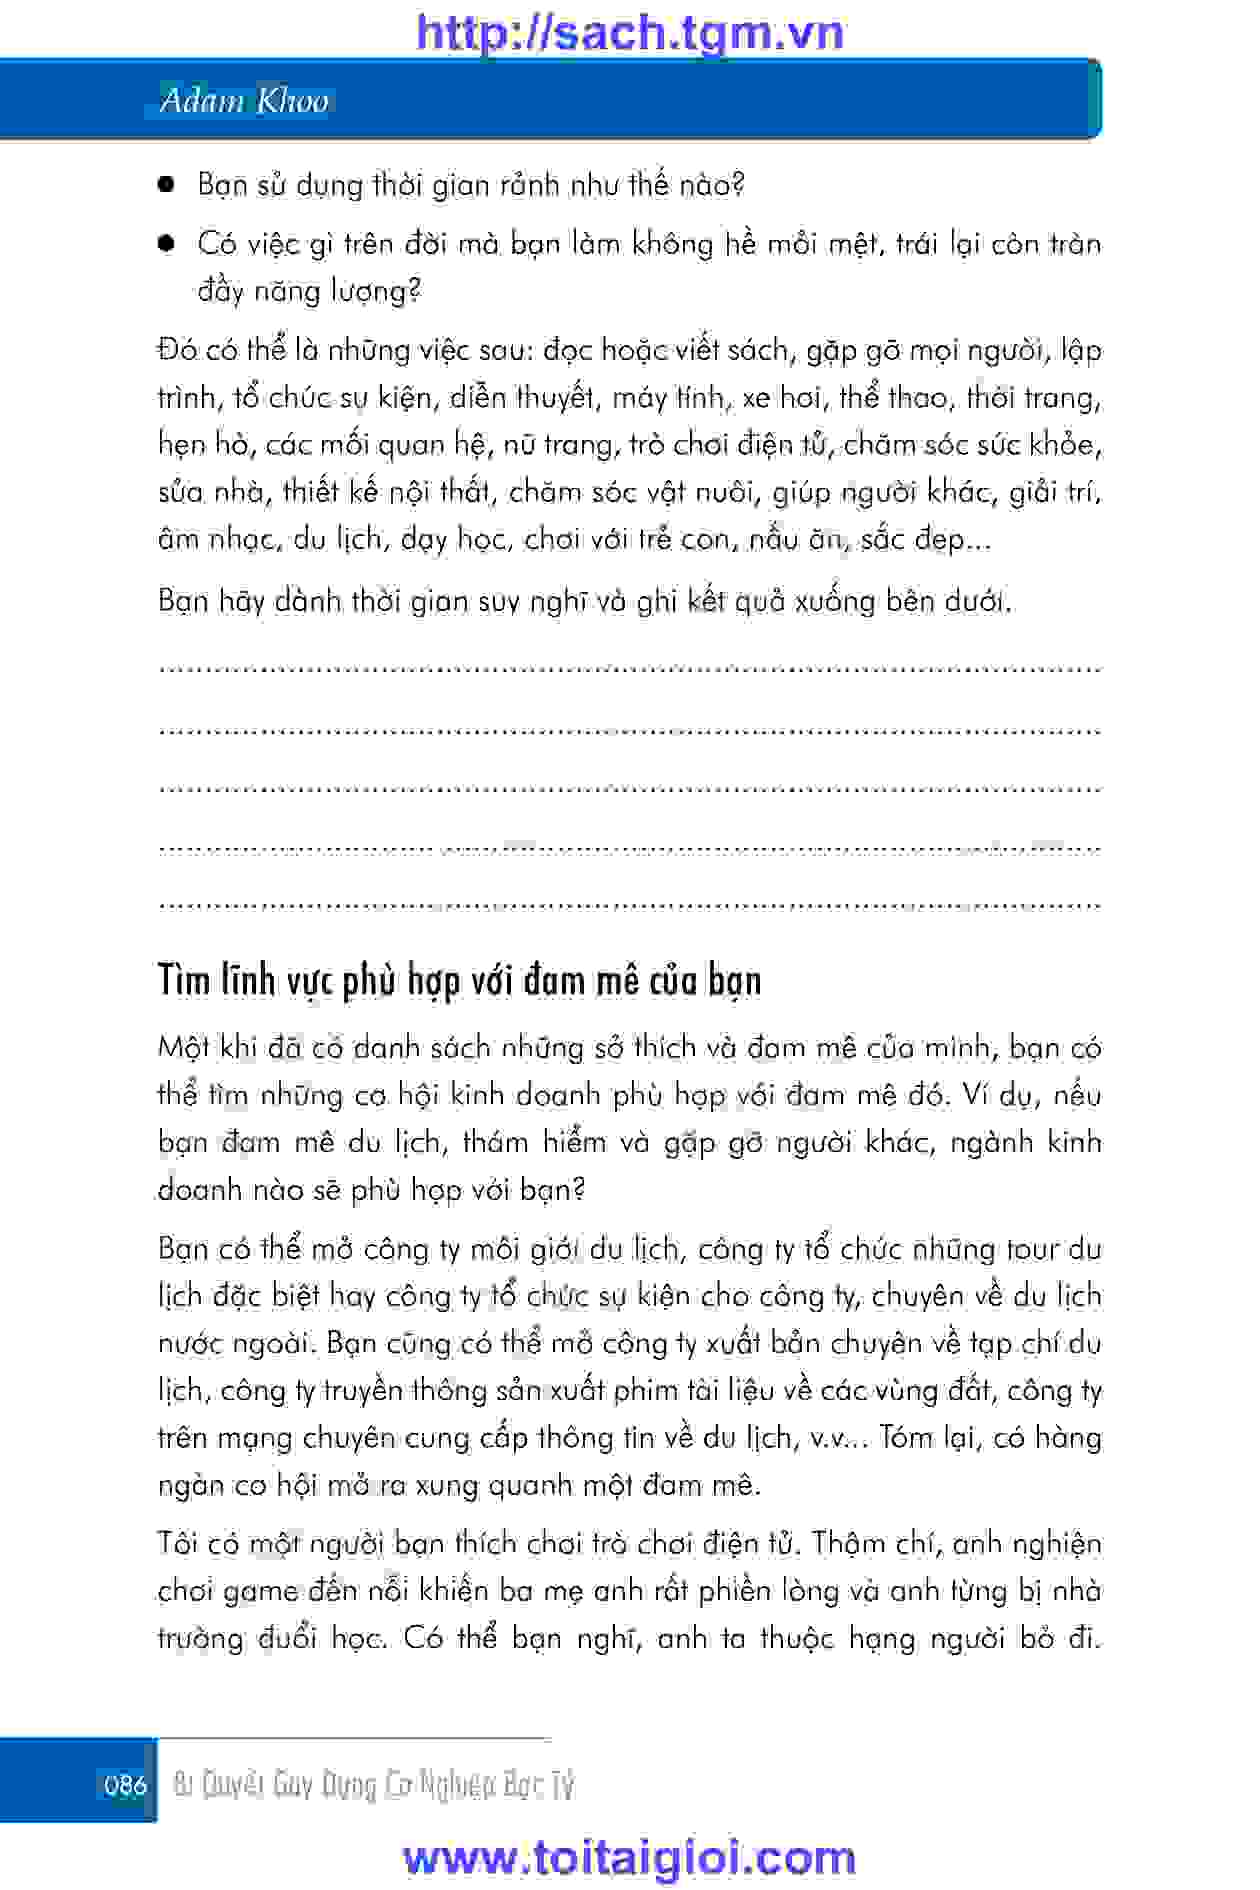 http://sach.tgm.vn
Adam Khoo
● Bạn sử dụng thời gian rảnh như thế nào?
● Có việc gì trên đời mà bạn làm không hề mỏi mệt, trái lại còn tràn
đầy năng lượng?
Đó có thể là những việc sau: đọc hoặc viết sách, gặp gỡ mọi người, lập
trình, tổ chức sự kiện, diễn thuyết, máy tính, xe hơi, thể thao, thời trang,
hẹn hò, các mối quan hệ, nữ trang, trò chơi điện tử, chăm sóc sức khỏe,
sửa nhà, thiết kế nội thất, chăm sóc vật nuôi, giúp người khác, giải trí,
âm nhạc, du lịch, dạy học, chơi với trẻ con, nấu ăn, sắc đẹp...
Bạn hãy dành thời gian suy nghĩ và ghi kết quả xuống bên dưới.
Tìm lĩnh vực phù hợp với đam mê của bạn
Một khi đã có danh sách những sở thích và đam mê của mình, bạn có
thể tìm những cơ hội kinh doanh phù hợp với đam mê đó. Ví dụ, nếu
bạn đam mê du lịch, thám hiểm và gặp gỡ người khác, ngành kinh
doanh nào sẽ phù hợp với bạn?
Bạn có thể mở công ty môi giới du lịch, công ty tổ chức những tour du
lịch đặc biệt hay công ty tổ chức sự kiện cho công ty, chuyên về du lịch
nước ngoài. Bạn cũng có thể mở công ty xuất bản chuyên về tạp chí du
lịch, công ty truyền thông sản xuất phim tài liệu về các vùng đất, công ty
trên mạng chuyên cung cấp thông tin về du lịch, v.v... Tóm lại, có hàng
ngàn cơ hội mở ra xung quanh một đam mê.
Tôi có một người bạn thích chơi trò chơi điện tử. Thậm chí, anh nghiện
chơi game đến nỗi khiến ba mẹ anh rất phiền lòng và anh từng bị nhà
trường đuổi học. Có thể bạn nghĩ, anh ta thuộc hạng người bỏ đi.
086 Bí Quyết Gây Dựng Cơ Nghiệp Bạc Tỷ
www.toitaigioi.com